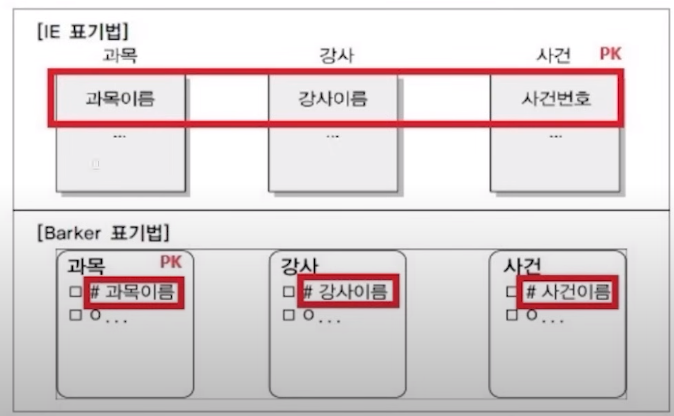 [IE 표기법]
과목 강사 사건 PK
과목이름 강사이름 사건번호
... ... ...
[Barker 표기법]
과목 PK 강사 사건
□ # 과목이름 □ # 강사이름 □ # 사건이름
□ o... □ o... □ o...